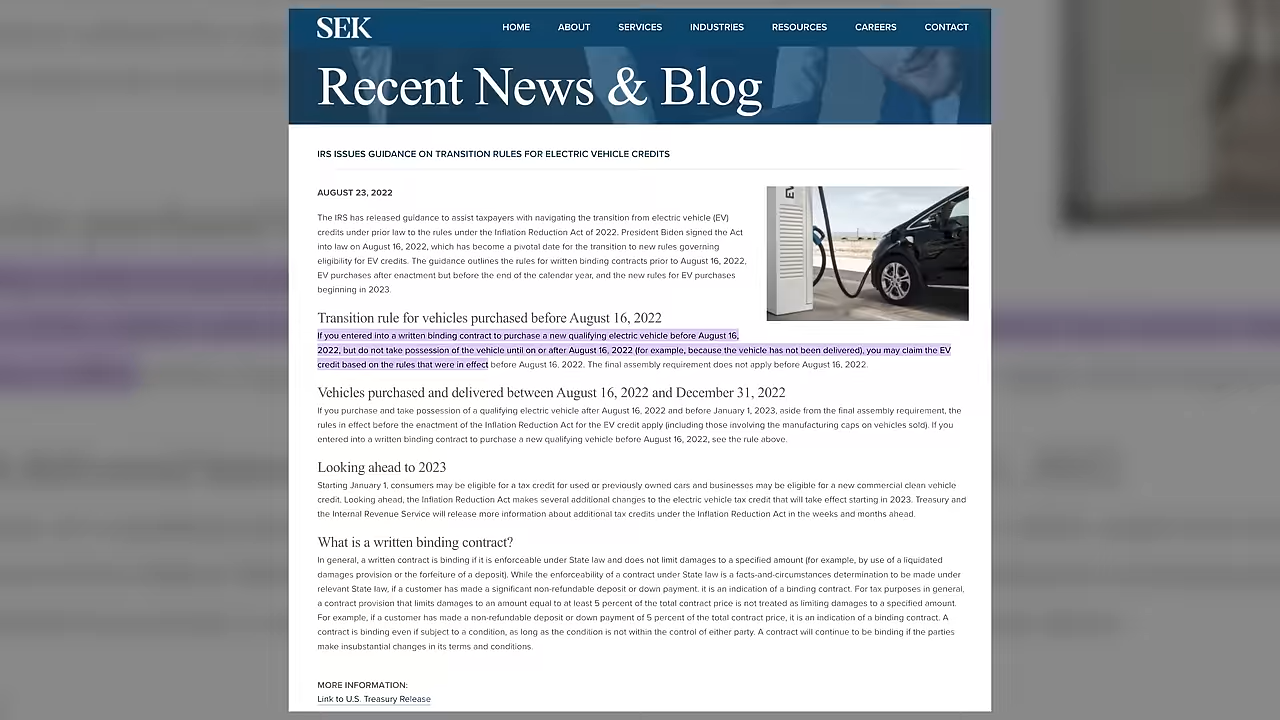 SEK
HOME ABOUT SERVICES INDUSTRIES RESOURCES CAREERS CONTACT
Recent News & Blog
IRS ISSUES GUIDANCE ON TRANSITION RULES FOR ELECTRIC VEHICLE CREDITS
AUGUST 23, 2022
The IRS has released guidance to assist taxpayers with navigating the transition from electric vehicle (EV)
credits under prior law to the rules under the Inflation Reduction Act of 2022. President Biden signed the Act
into law on August 16, 2022, which has become a pivotal date for the transition to new rules governing
eligibility for EV credits. The guidance outlines the rules for written binding contracts prior to August 16, 2022,
EV purchases after enactment but before the end of the calendar year, and the new rules for EV purchases
beginning in 2023.
EV
Transition rule for vehicles purchased before August 16, 2022
If you entered into a written binding contract to purchase a new qualifying electric vehicle before August 16,
2022, but do not take possession of the vehicle until on or after August 16, 2022 (for example, because the vehicle has not been delivered), you may claim the EV
credit based on the rules that were in effect before August 16, 2022. The final assembly requirement does not apply before August 16, 2022.
Vehicles purchased and delivered between August 16, 2022 and December 31, 2022
If you purchase and take possession of a qualifying electric vehicle after August 16, 2022 and before January 1, 2023, aside from the final assembly requirement, the
rules in effect before the enactment of the Inflation Reduction Act for the EV credit apply (including those involving the manufacturing caps on vehicles sold). If you
entered into a written binding contract to purchase a new qualifying vehicle before August 16, 2022, see the rule above.
Looking ahead to 2023
Starting January 1, consumers may be eligible for a tax credit for used or previously owned cars and businesses may be eligible for a new commercial clean vehicle
credit. Looking ahead, the Inflation Reduction Act makes several additional changes to the electric vehicle tax credit that will take effect starting in 2023. Treasury and
the Internal Revenue Service will release more information about additional tax credits under the Inflation Reduction Act in the weeks and months ahead.
What is a written binding contract?
In general, a written contract is binding if it is enforceable under State law and does not limit damages to a specified amount (for example, by use of a liquidated
damages provision or the forfeiture of a deposit). While the enforceability of a contract under State law is a facts-and-circumstances determination to be made under
relevant State law, if a customer has made a significant non-refundable deposit or down payment. it is an indication of a binding contract. For tax purposes in general,
a contract provision that limits damages to an amount equal to at least 5 percent of the total contract price is not treated as limiting damages to a specified amount.
For example, if a customer has made a non-refundable deposit or down payment of 5 percent of the total contract price, it is an indication of a binding contract. A
contract is binding even if subject to a condition, as long as the condition is not within the control of either party. A contract will continue to be binding if the parties
make insubstantial changes in its terms and conditions.
MORE INFORMATION:
Link to U.S. Treasury Release